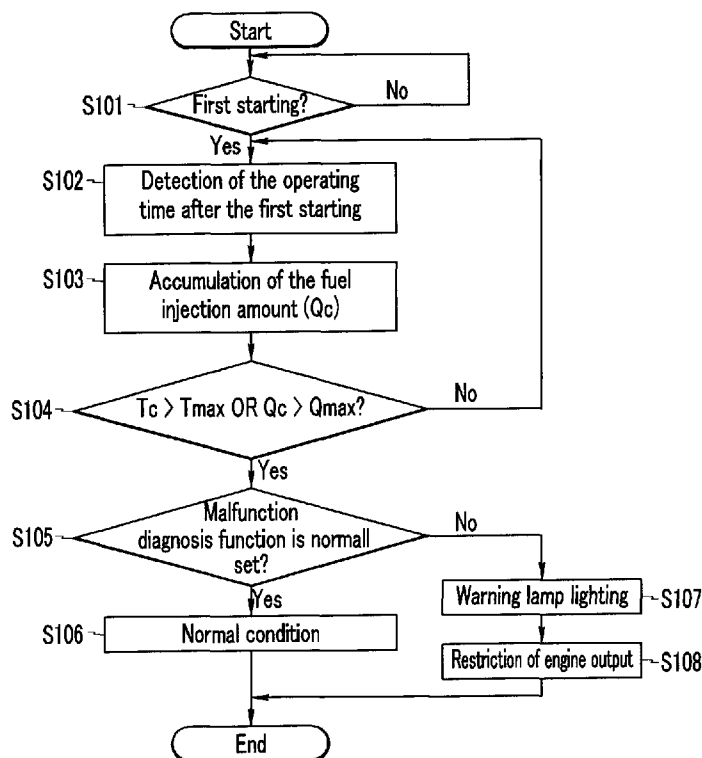 Start
S101
First starting?
No
Yes
S102
Detection of the operating
time after the first starting
S103
Accumulation of the fuel
injection amount (Qc)
S104
Tc > Tmax OR Qc > Qmax?
No
Yes
S105
Malfunction
diagnosis function is normall
set?
No
Yes
Warning lamp lighting
S107
S106
Normal condition
Restriction of engine output
S108
End